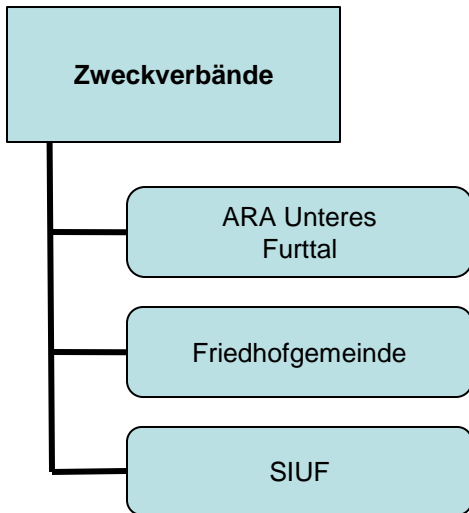 Zweckverbände
ARA Unteres
Furttal
Friedhofgemeinde
SIUF